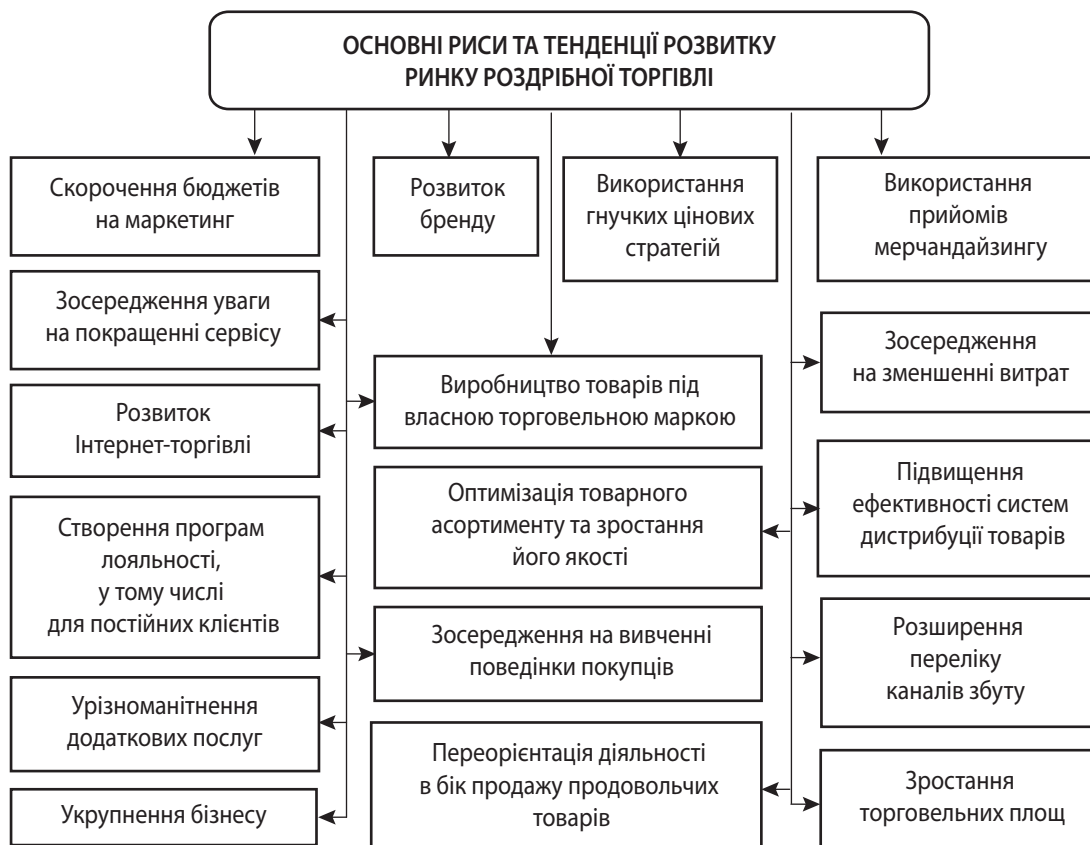 ОСНОВНІ РИСИ ТА ТЕНДЕНЦІЇ РОЗВИТКУ
РИНКУ РОЗДРІБНОЇ ТОРГІВЛІ
Скорочення бюджетів
на маркетинг
Розвиток
бренду
Використання
гнучких цінових
стратегій
Використання
прийомів
мерчандайзингу
Зосередження уваги
на покращенні сервісу
Виробництво товарів під
власною торговельною маркою
Зосередження
на зменшенні витрат
Розвиток
Інтернет-торгівлі
Оптимізація товарного
асортименту та зростання
його якості
Підвищення
ефективності систем
дистрибуції товарів
Створення програм
лояльності,
у тому числі
для постійних клієнтів
Зосередження на вивченні
поведінки покупців
Розширення
переліку
каналів збуту
Урізноманітнення
додаткових послуг
Переорієнтація діяльності
в бік продажу продовольчих
товарів
Зростання
торговельних площ
Укрупнення бізнесу